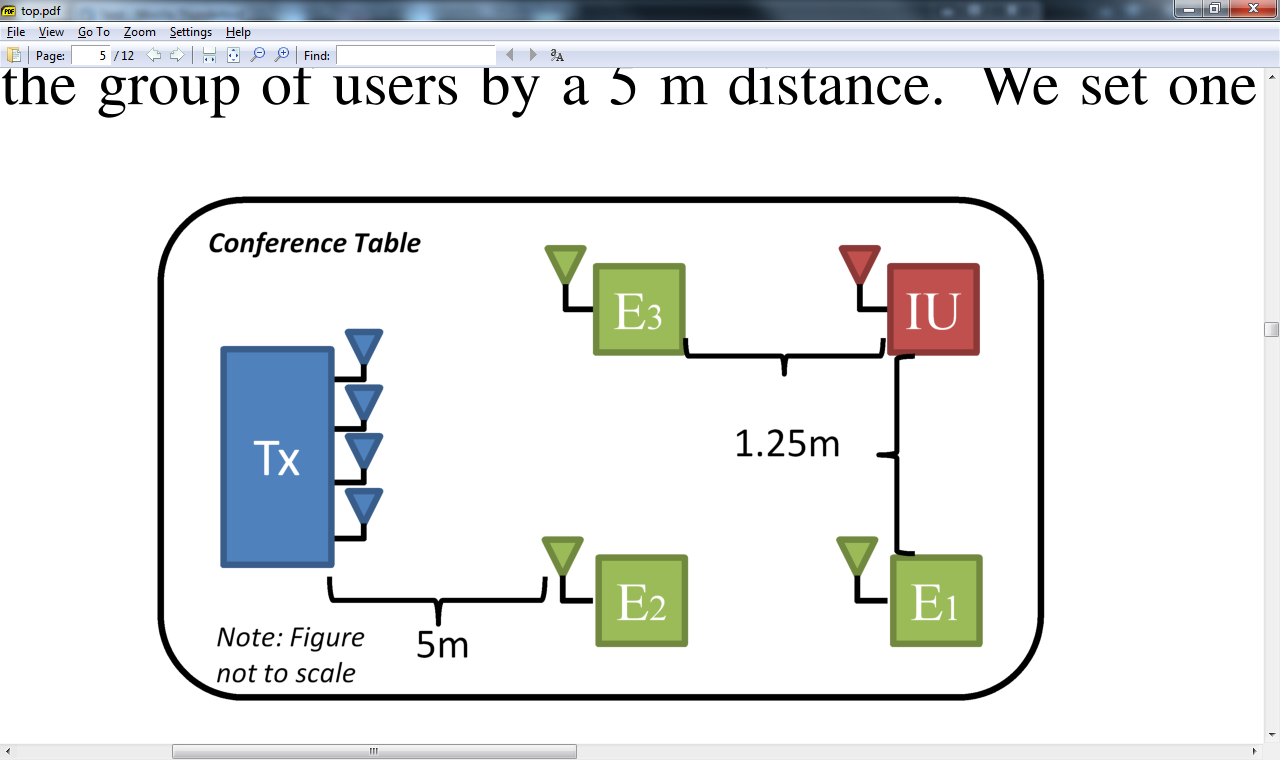 top.pdf
File View Go To Zoom Settings Help
Page: 5 / 12 Find:
the group of users by a 5 m distance. We set one
Conference Table
E3
IU
Tx
1.25m
E2
E1
5m
Note: Figure
not to scale